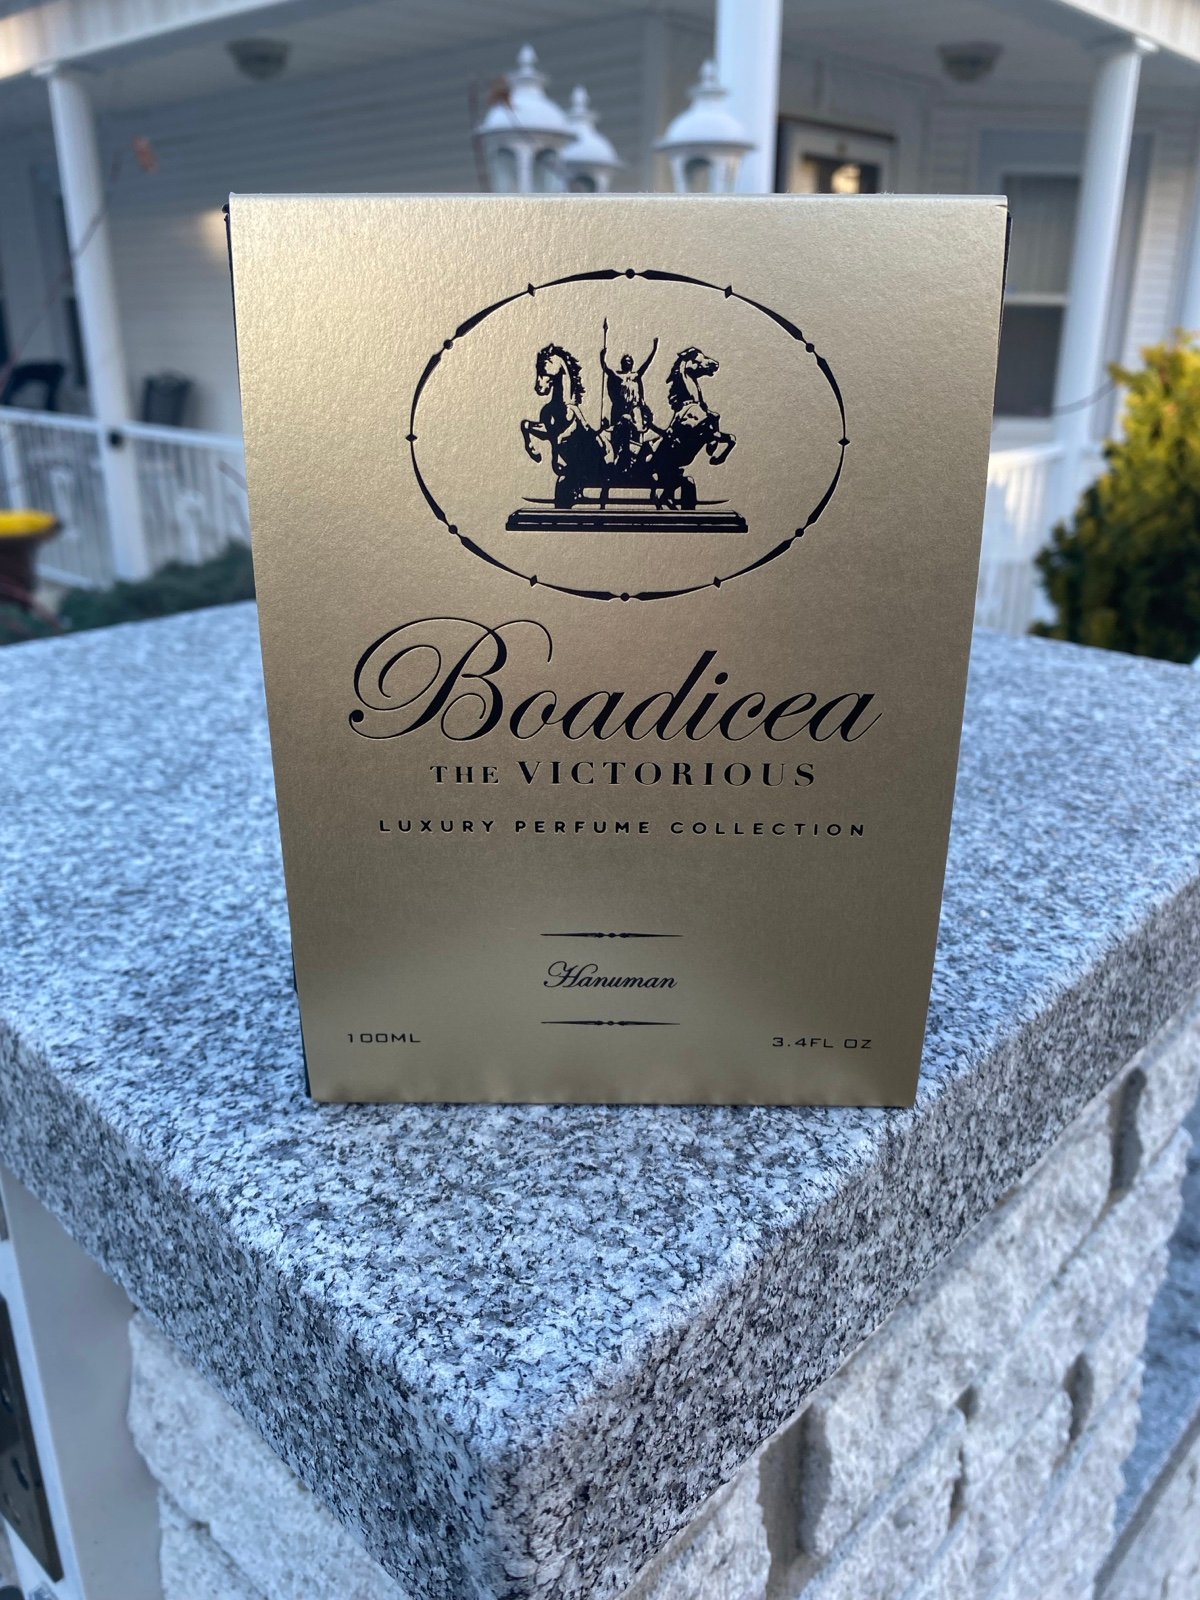 Boadicea
THE VICTORIOUS
LUXURY PERFUME COLLECTION
Hanuman
100ML
3.4FL OZ